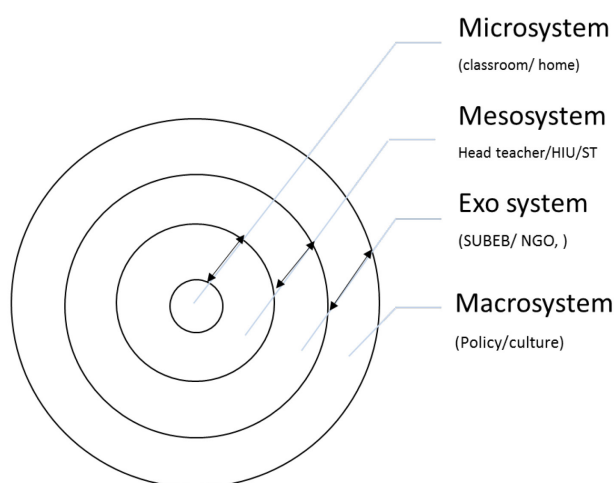 Microsystem
(classroom/ home)
Mesosystem
Head teacher/HIU/ST
Exo system
(SUBEB/ NGO, )
Macrosystem
(Policy/culture)